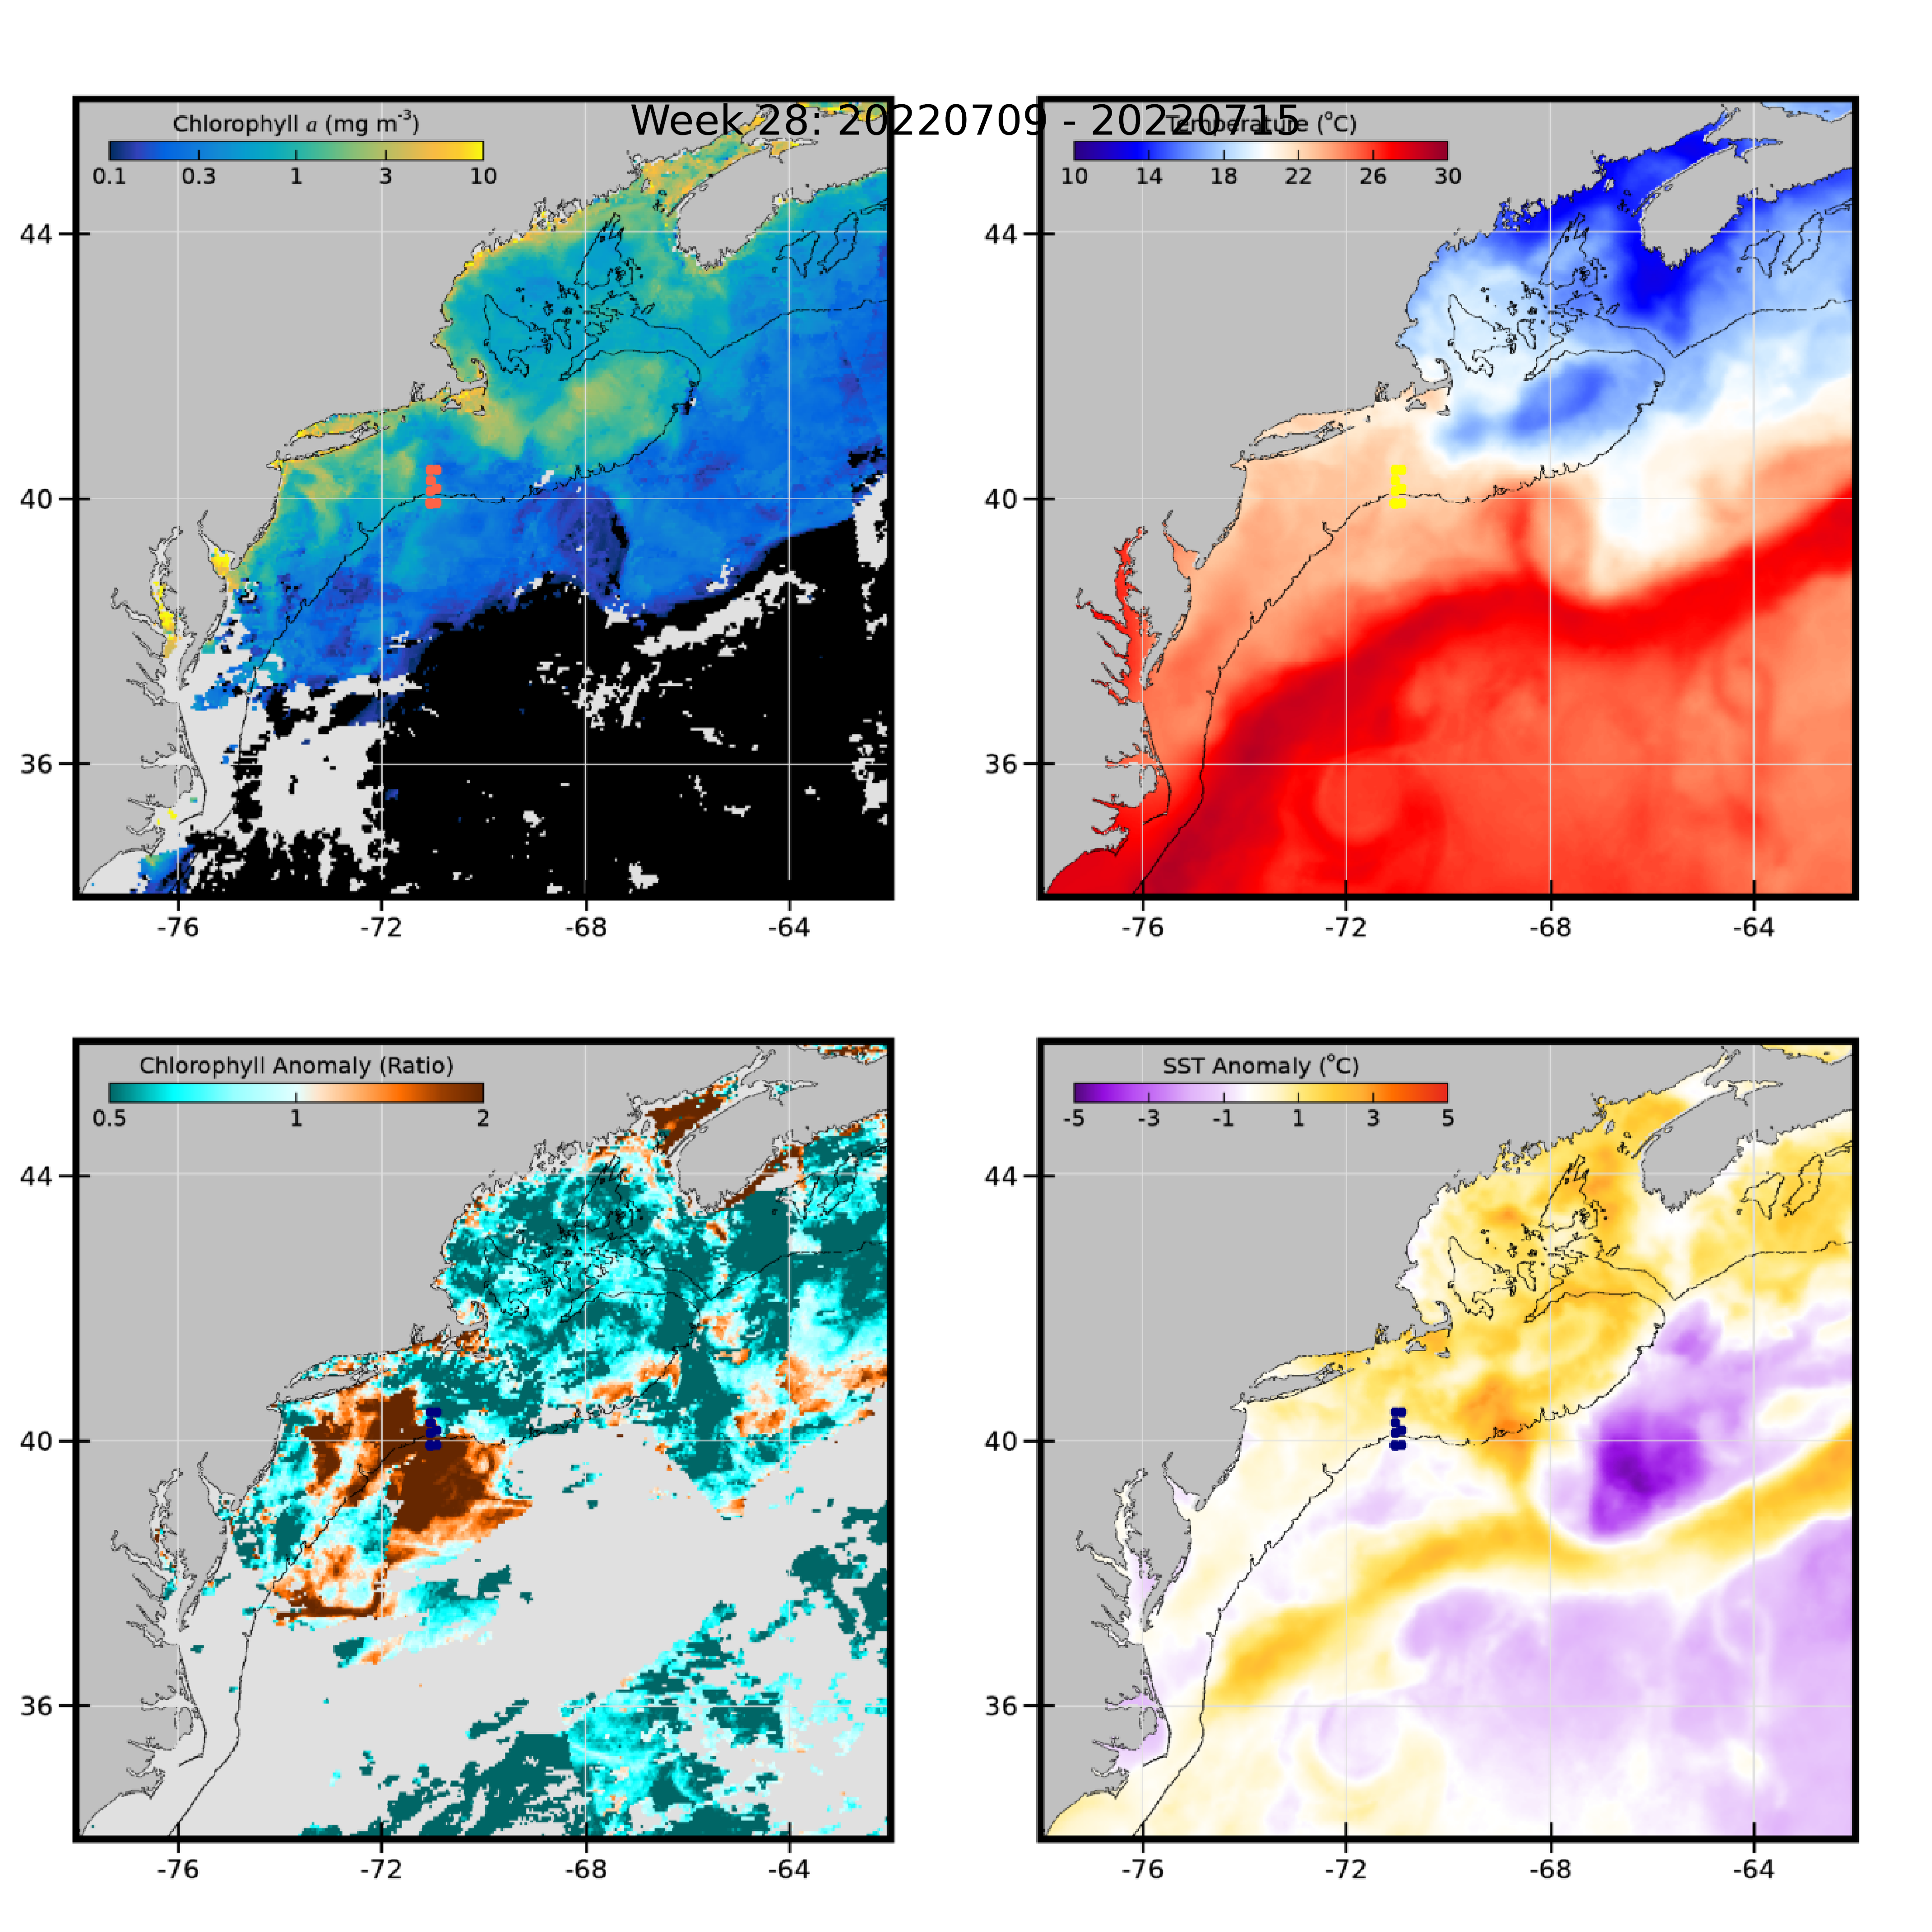 Week 28: 20220709 - 20220715
Chlorophyll a (mg m-3)
0.1 0.3 1 3 10
44
40
36
-76 -72 -68 -64
Temperature (°C)
10 14 18 22 26 30
44
40
36
-76 -72 -68 -64
Chlorophyll Anomaly (Ratio)
0.5 1 2
44
40
36
-76 -72 -68 -64
SST Anomaly (°C)
-5 -3 -1 1 3 5
44
40
36
-76 -72 -68 -64